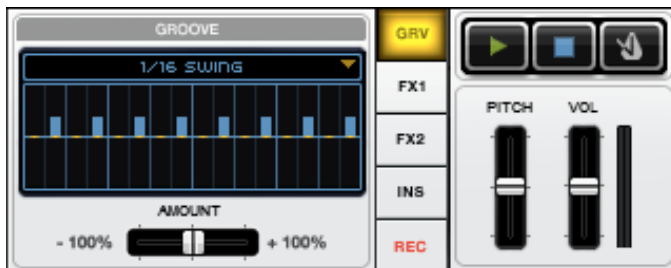 GROOVE
1/16 SWING
AMOUNT
- 100% + 100%
GRV
FX1
FX2
INS
REC
PITCH VOL